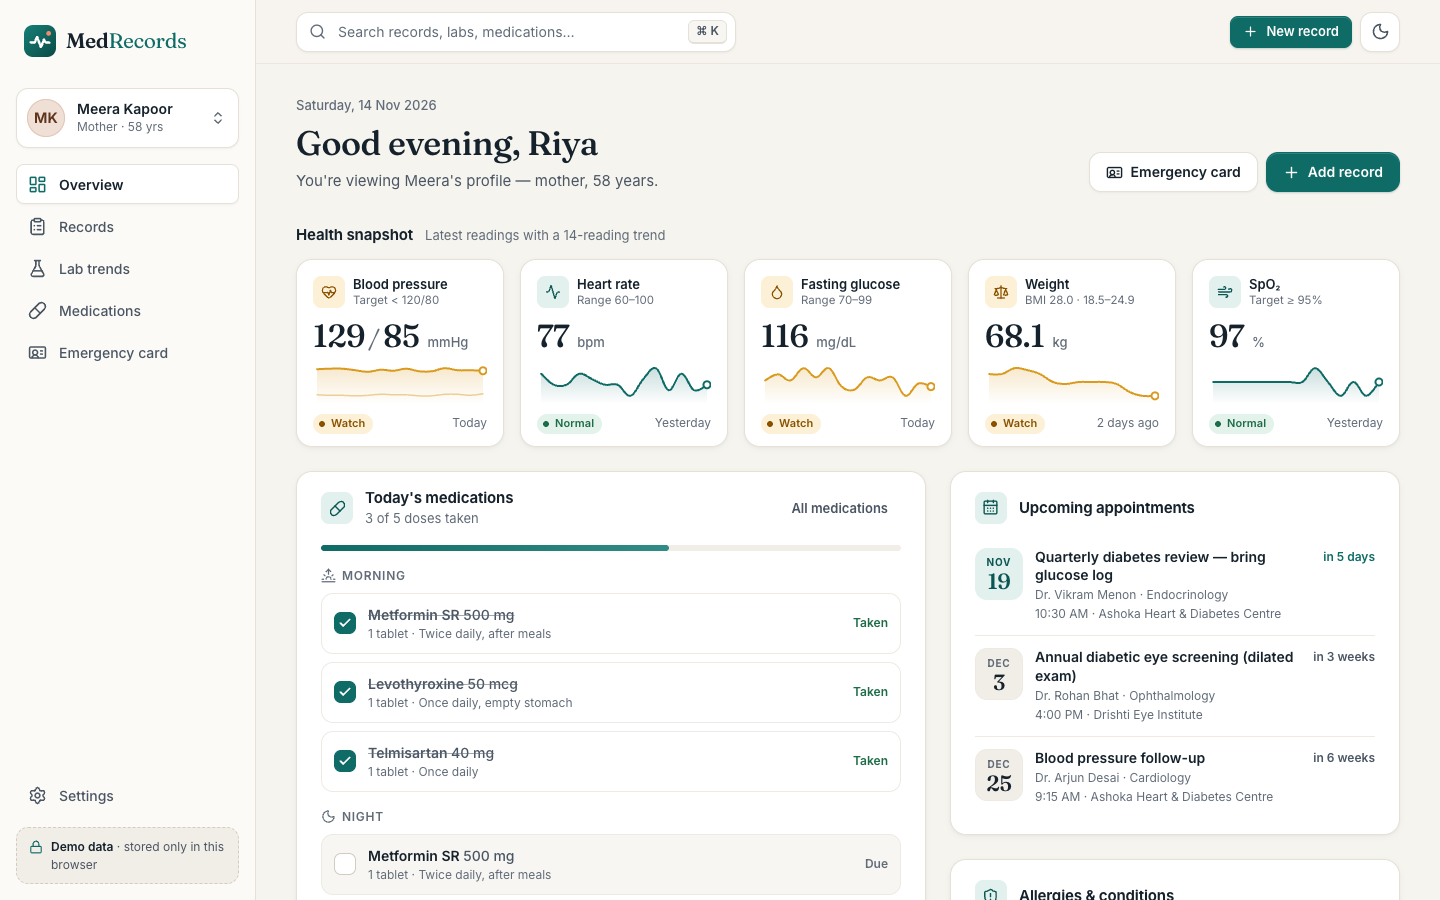 MedRecords
Search records, labs, medications...
⌘ K
New record
MK
Meera Kapoor
Mother · 58 yrs
Overview
Records
Lab trends
Medications
Emergency card
Settings
Demo data · stored only in this
browser
Saturday, 14 Nov 2026
Good evening, Riya
You're viewing Meera's profile — mother, 58 years.
Emergency card
Add record
Health snapshot
Latest readings with a 14-reading trend
Blood pressure
Target < 120/80
129/85 mmHg
Watch
Today
Heart rate
Range 60–100
77 bpm
Normal
Yesterday
Fasting glucose
Range 70–99
116 mg/dL
Watch
Today
Weight
BMI 28.0 · 18.5–24.9
68.1 kg
Watch
2 days ago
SpO₂
Target ≥ 95%
97 %
Normal
Yesterday
Today's medications
3 of 5 doses taken
All medications
MORNING
Metformin SR 500 mg
1 tablet · Twice daily, after meals
Taken
Levothyroxine 50 mcg
1 tablet · Once daily, empty stomach
Taken
Telmisartan 40 mg
1 tablet · Once daily
Taken
NIGHT
Metformin SR 500 mg
1 tablet · Twice daily, after meals
Due
Upcoming appointments
NOV
19
Quarterly diabetes review — bring
glucose log
Dr. Vikram Menon · Endocrinology
10:30 AM · Ashoka Heart & Diabetes Centre
in 5 days
DEC
3
Annual diabetic eye screening (dilated
exam)
Dr. Rohan Bhat · Ophthalmology
4:00 PM · Drishti Eye Institute
in 3 weeks
DEC
25
Blood pressure follow-up
Dr. Arjun Desai · Cardiology
9:15 AM · Ashoka Heart & Diabetes Centre
in 6 weeks
Allergies & conditions